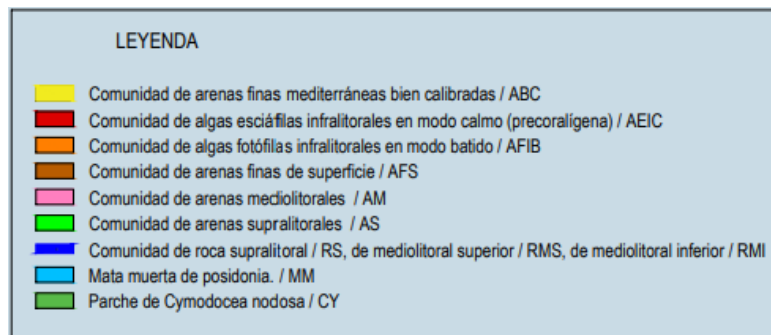 LEYENDA
Comunidad de arenas finas mediterráneas bien calibradas / ABC
Comunidad de algas esciáfilas infralitorales en modo calmo (precoralígena) / AEIC
Comunidad de algas fotófilas infralitorales en modo batido / AFIB
Comunidad de arenas finas de superficie / AFS
Comunidad de arenas mediolitorales / AM
Comunidad de arenas supralitorales / AS
Comunidad de roca supralitoral / RS, de mediolitoral superior / RMS, de mediolitoral inferior / RMI
Mata muerta de posidonia. / MM
Parche de Cymodocea nodosa / CY